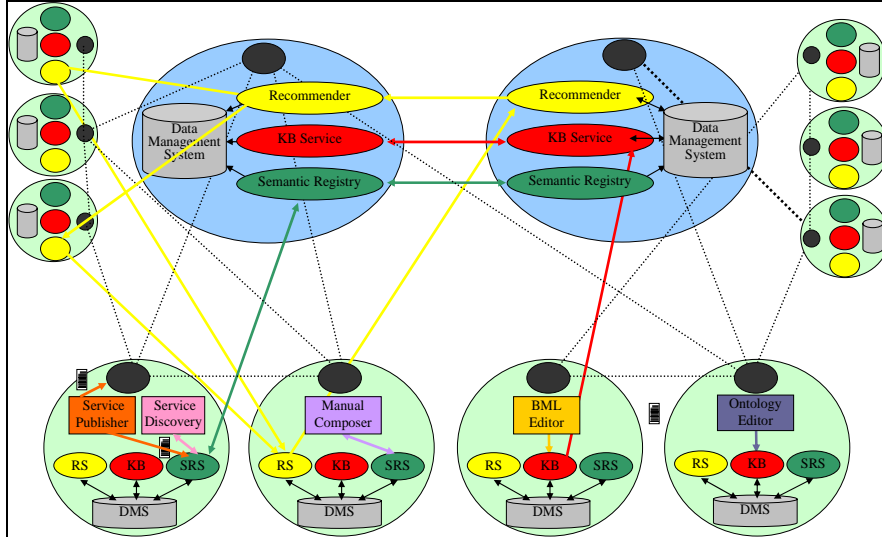 Recommender
Recommender
Data
Management
System
KB Service
KB Service
Data
Management
System
Semantic Registry
Semantic Registry
Service
Publisher
Service
Discovery
Manual
Composer
BML
Editor
Ontology
Editor
RS
KB
SRS
RS
KB
SRS
RS
KB
SRS
RS
KB
SRS
DMS
DMS
DMS
DMS